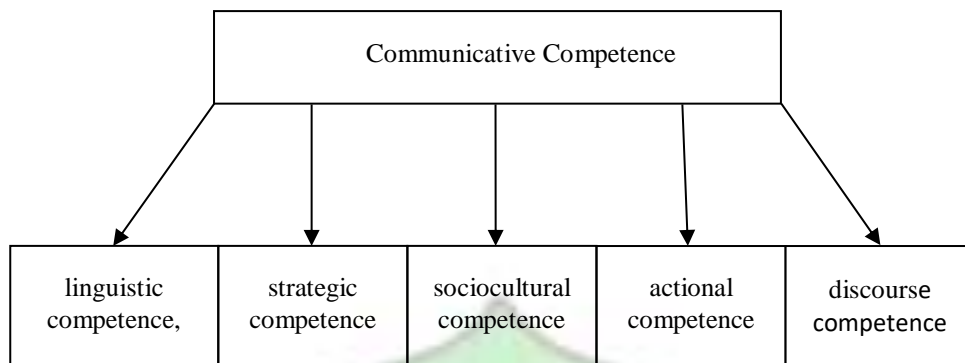 Communicative Competence
linguistic
competence,
strategic
competence
sociocultural
competence
actional
competence
discourse
competence